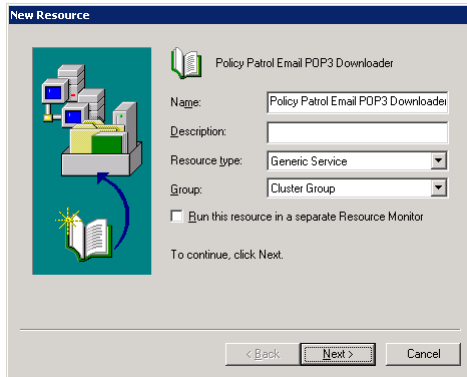 New Resource
Policy Patrol Email POP3 Downloader
Name:
Policy Patrol Email POP3 Downloader
Description:
Resource type:
Generic Service
Group:
Cluster Group
Run this resource in a separate Resource Monitor
To continue, click Next.
< Back
Next >
Cancel